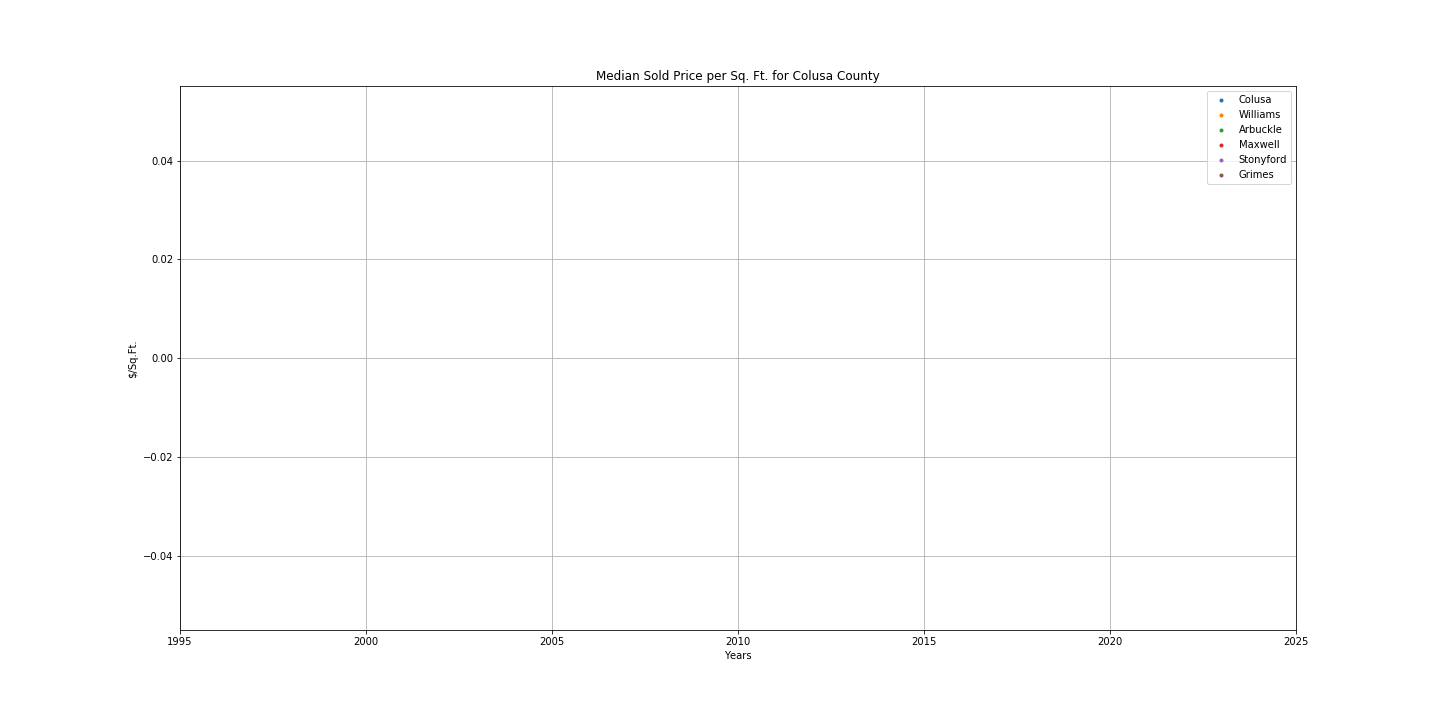 Median Sold Price per Sq. Ft. for Colusa County
Colusa
Williams
Arbuckle
Maxwell
Stonyford
Grimes
0.04
0.02
0.00
−0.02
−0.04
$/Sq.Ft.
1995 2000 2005 2010 2015 2020 2025
Years